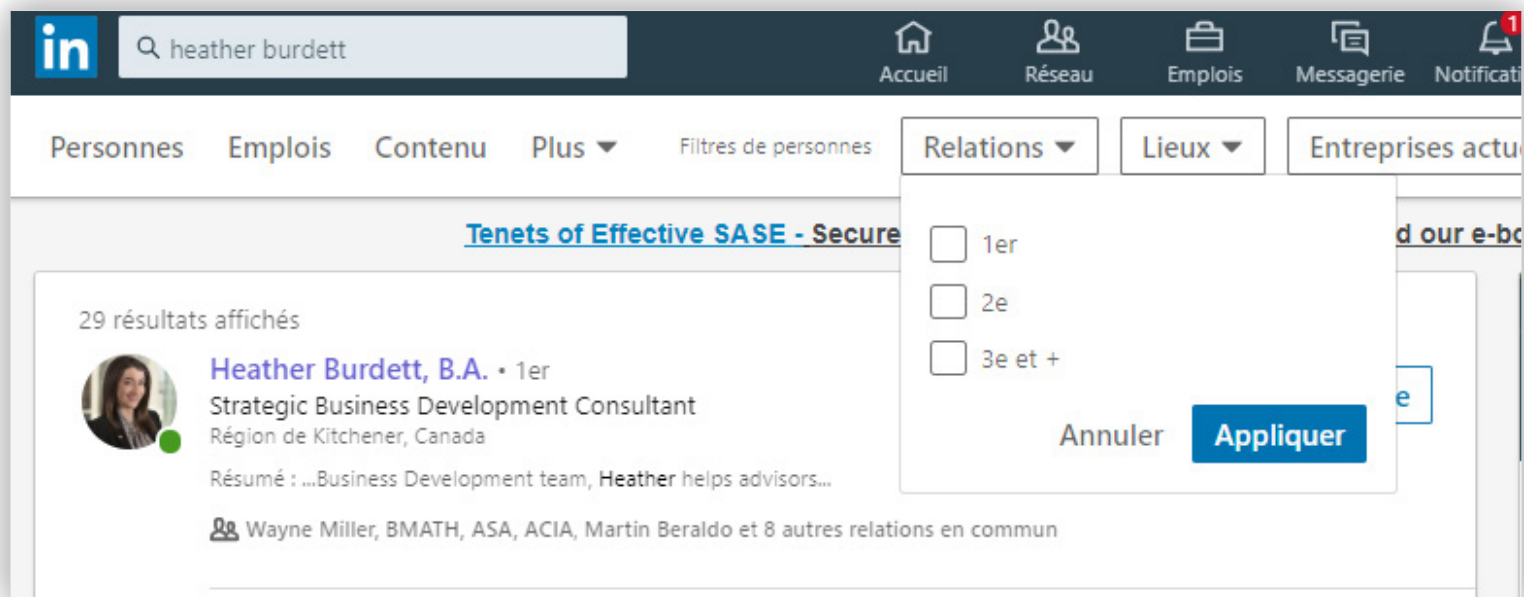 in
heather burdett
Accueil
Réseau
Emplois
Messagerie
1
Notificati
Personnes Emplois Contenu Plus
Filtres de personnes
Relations
Lieux
Entreprises actu
1er
2e
3e et +
Annuler Appliquer
Tenets of Effective SASE - Secure
d our e-bo
29 résultats affichés
Heather Burdett, B.A. • 1er
Strategic Business Development Consultant
Région de Kitchener, Canada
Résumé : ...Business Development team, Heather helps advisors...
Wayne Miller, BMATH, ASA, ACIA, Martin Beraldo et 8 autres relations en commun
e